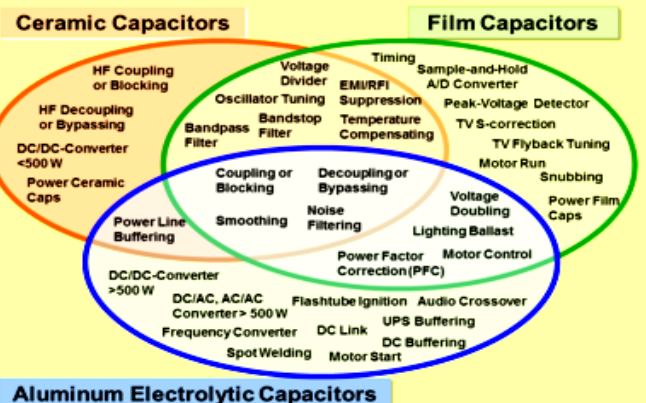 Ceramic Capacitors
Film Capacitors
HF Coupling
or Blocking
HF Decoupling
or Bypassing
DC/DC-Converter
<500 W
Power Ceramic
Caps
Voltage
Divider
Oscillator Tuning
EMI/RFI
Suppression
Bandpass
Filter
Bandstop
Filter
Temperature
Compensating
Timing
Sample-and-Hold
A/D Converter
Peak-Voltage Detector
TV S-correction
TV Flyback Tuning
Motor Run
Snubbing
Power Film
Caps
Coupling or
Blocking
Decoupling or
Bypassing
Smoothing
Noise
Filtering
Power Line
Buffering
Voltage
Doubling
Lighting Ballast
Power Factor
Correction (PFC)
Motor Control
DC/DC-Converter
>500 W
DC/AC, AC/AC
Converter> 500 W
Flashtube Ignition
Audio Crossover
Frequency Converter
DC Link
UPS Buffering
DC Buffering
Spot Welding
Motor Start
Aluminum Electrolytic Capacitors